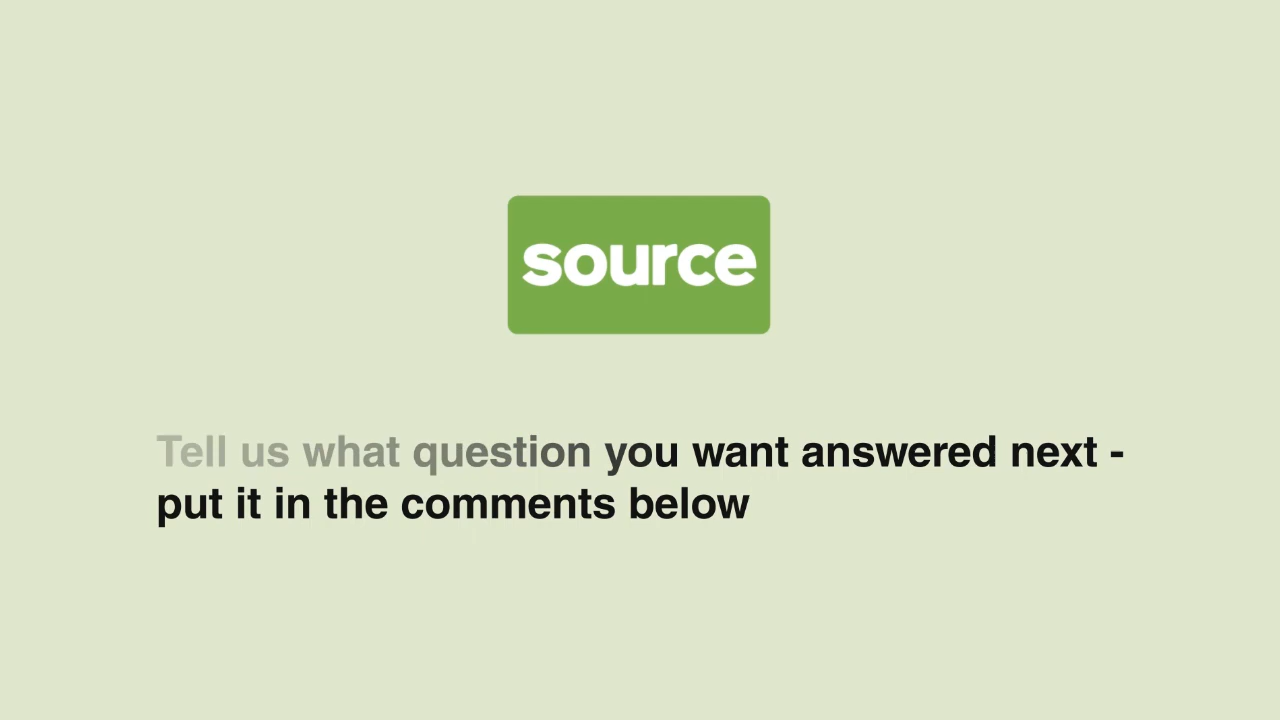 source
Tell us what question you want answered next -
put it in the comments below